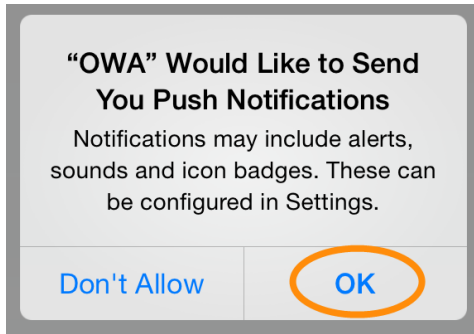 “OWA” Would Like to Send
You Push Notifications
Notifications may include alerts,
sounds and icon badges. These can
be configured in Settings.
Don't Allow
OK